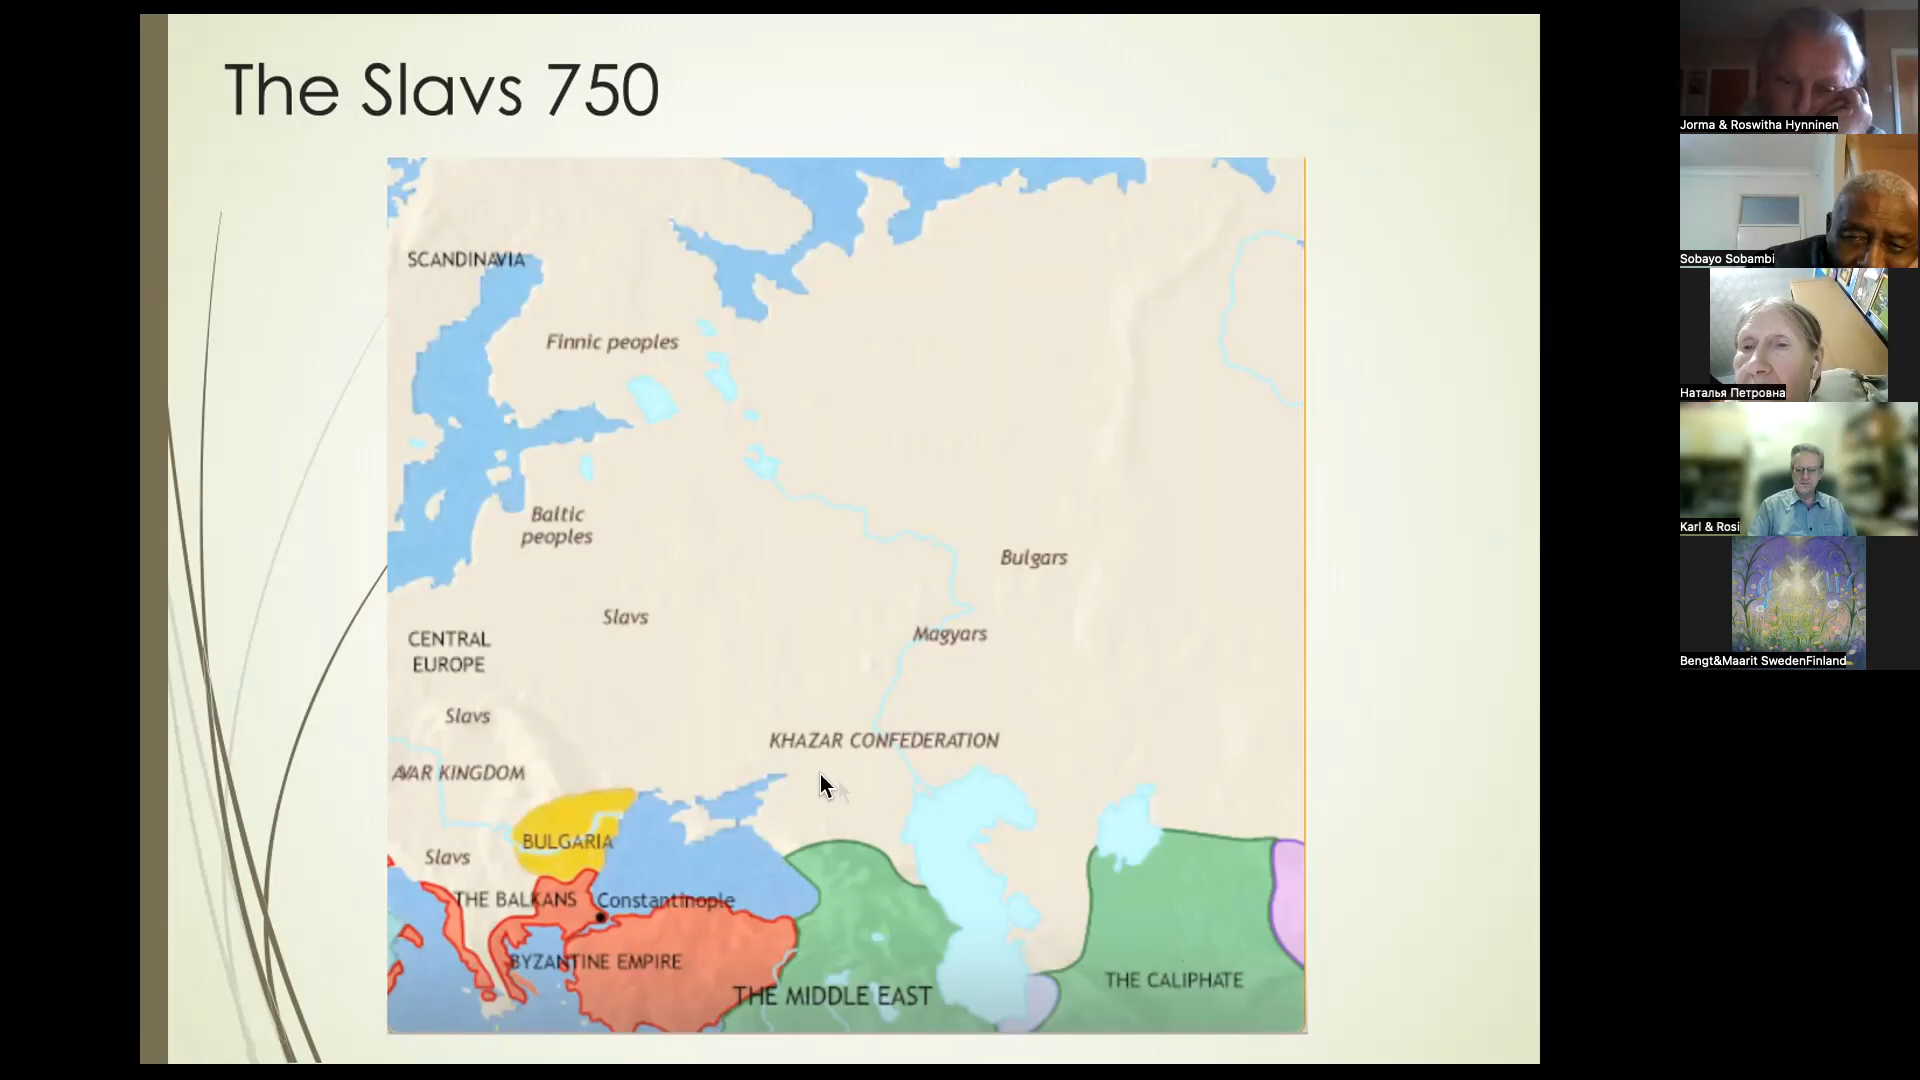 The Slavs 750
SCANDINAVIA
Finnic peoples
Baltic
peoples
Bulgars
Slavs
Magyars
CENTRAL
EUROPE
Slavs
KHAZAR CONFEDERATION
AVAR KINGDOM
BULGARIA
Slavs
THE BALKANS
Constantinople
BYZANTINE EMPIRE
THE MIDDLE EAST
THE CALIPHATE
Jorma & Roswitha Hynninen
Sobayo Sobambi
Наталья Петровна
Karl & Rosi
Bengt&Maarit SwedenFinland